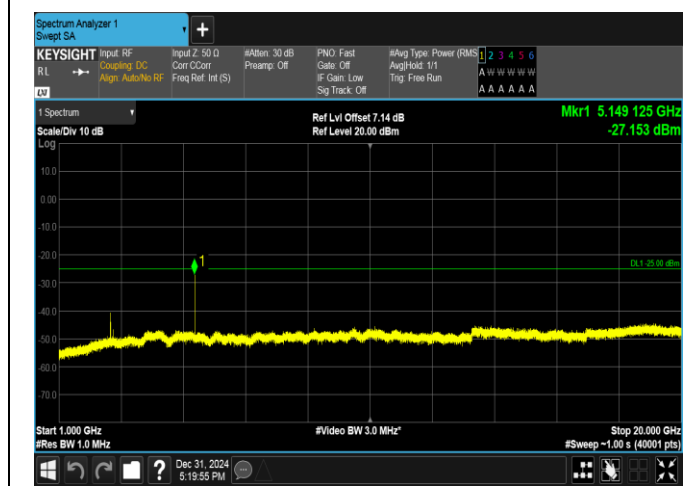 Spectrum Analyzer 1
Swept SA
+
KEYSIGHT Input: RF Input Z: 50 Ω #Atten: 30 dB PNO: Fast #Avg Type: Power (RMS 1 2 3 4 5 6
RL Coupling: DC Corr CCorr Preamp: Off Gate: Off Avg|Hold: 1/1 A W W W W W
Align: Auto/No RF Freq Ref: Int (S) IF Gain: Low Trig: Free Run
Sig Track: Off A A A A A A
LXI
1 Spectrum Ref Lvl Offset 7.14 dB Mkr1 5.149 125 GHz
Scale/Div 10 dB Ref Level 20.00 dBm -27.153 dBm
Log
10.0
0.00
-10.0
-20.0
1
DL1 -25.00 dBm
-30.0
-40.0
-50.0
-60.0
-70.0
Start 1.000 GHz #Video BW 3.0 MHz* Stop 20.000 GHz
#Res BW 1.0 MHz #Sweep ~1.00 s (40001 pts)
? Dec 31, 2024
5:19:55 PM